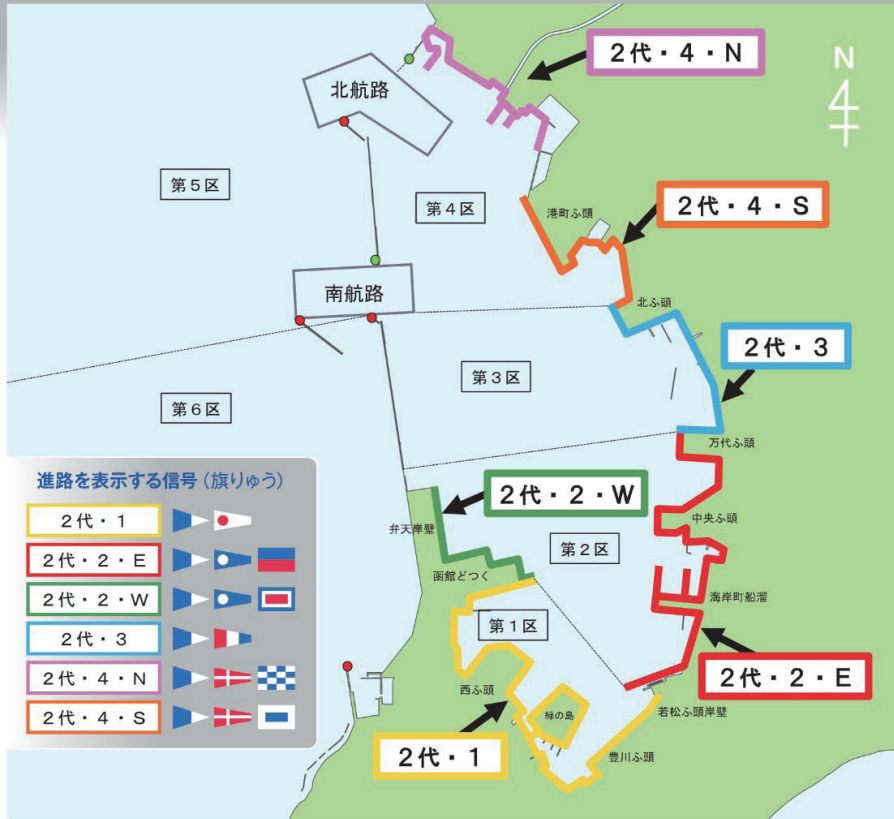 2代・4・N
N
北航路
第5区
第4区
2代・4・S
港町ふ頭
南航路
北ふ頭
2代・3
第3区
第6区
万代ふ頭
進路を表示する信号（旗りゅう）
2代・1
2代・2・E
2代・2・W
2代・3
2代・4・N
2代・4・S
2代・2・W
弁天岸壁
中央ふ頭
第2区
函館どつく
海岸町船溜
第1区
2代・2・E
西ふ頭
緑の島
若松ふ頭岸壁
2代・1
豊川ふ頭